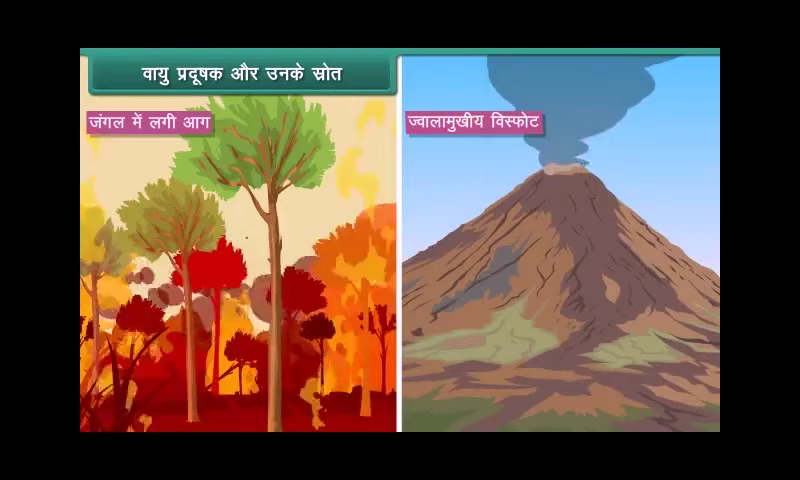 वायु प्रदूषक और उनके स्रोत
जंगल में लगी आग
ज्वालामुखीय विस्फोट